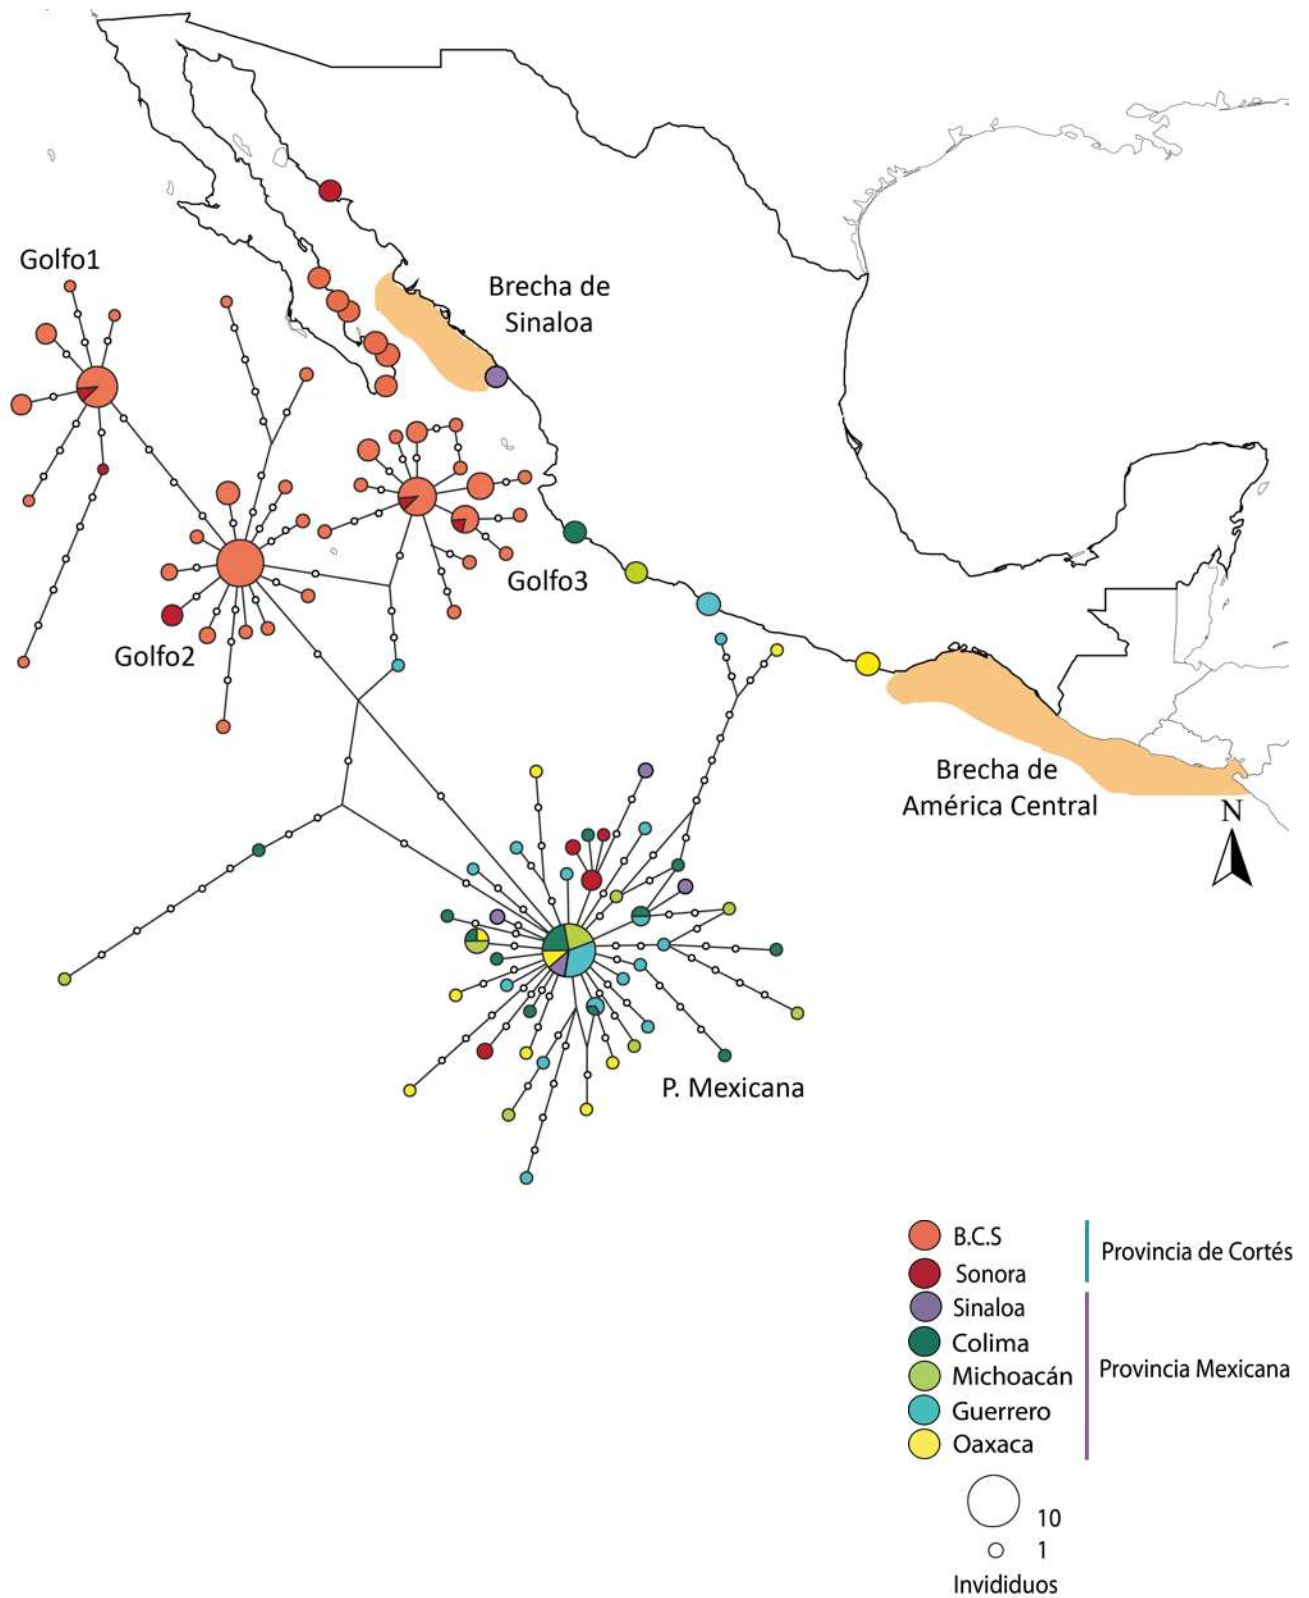 Golfo1
Brecha de
Sinaloa
Golfo3
Golfo2
Brecha de
América Central
N
P. Mexicana
B.C.S
Sonora
Provincia de Cortés
Sinaloa
Colima
Michoacán
Provincia Mexicana
Guerrero
Oaxaca
10
1
Invididuos